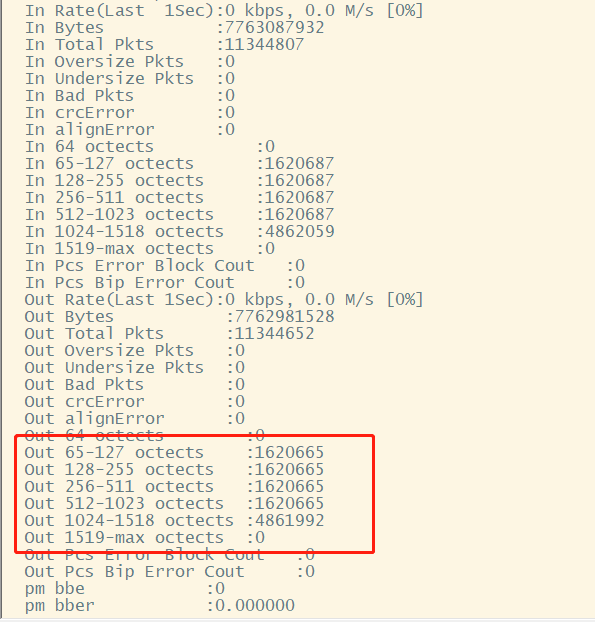 In Rate(Last 1Sec):0 kbps, 0.0 M/s [0%]
In Bytes :7763087932
In Total Pkts :11344807
In Oversize Pkts :0
In Undersize Pkts :0
In Bad Pkts :0
In crcError :0
In alignError :0
In 64 octects :0
In 65-127 octects :1620687
In 128-255 octects :1620687
In 256-511 octects :1620687
In 512-1023 octects :1620687
In 1024-1518 octects :4862059
In 1519-max octects :0
In Pcs Error Block Cout :0
In Pcs Bip Error Cout :0
Out Rate(Last 1Sec):0 kbps, 0.0 M/s [0%]
Out Bytes :7762981528
Out Total Pkts :11344652
Out Oversize Pkts :0
Out Undersize Pkts :0
Out Bad Pkts :0
Out crcError :0
Out alignError :0
Out 64 octects :0
Out 65-127 octects :1620665
Out 128-255 octects :1620665
Out 256-511 octects :1620665
Out 512-1023 octects :1620665
Out 1024-1518 octects :4861992
Out 1519-max octects :0
Out Pcs Error Block Cout :0
Out Pcs Bip Error Cout :0
pm bbe :0
pm bber :0.000000